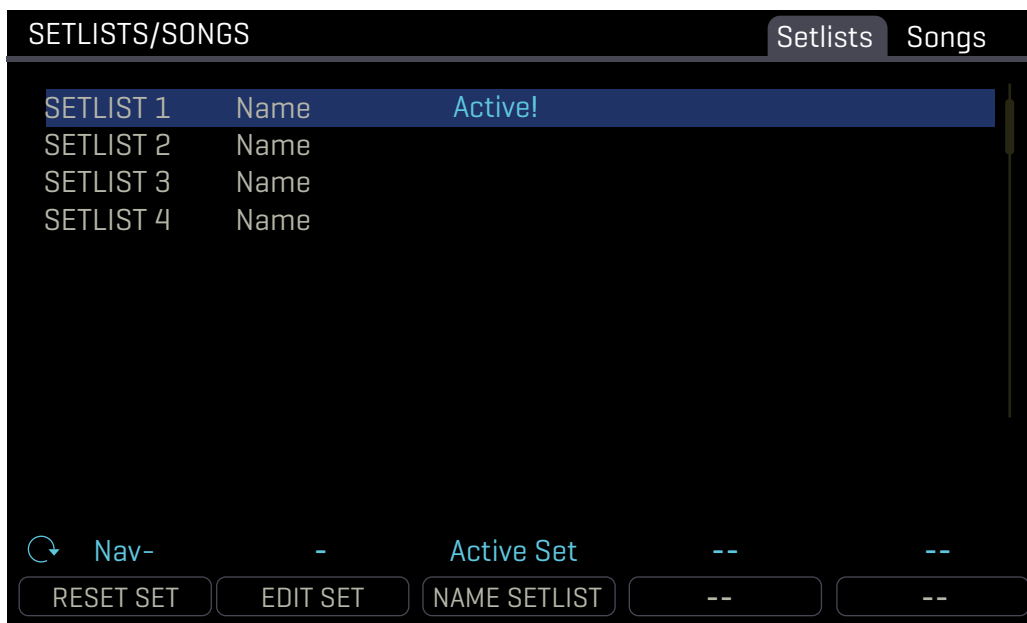 SETLISTS/SONGS Setlists Songs
SETLIST 1 Name Active!
SETLIST 2 Name
SETLIST 3 Name
SETLIST 4 Name
Nav- - Active Set -- --
RESET SET EDIT SET NAME SETLIST -- --